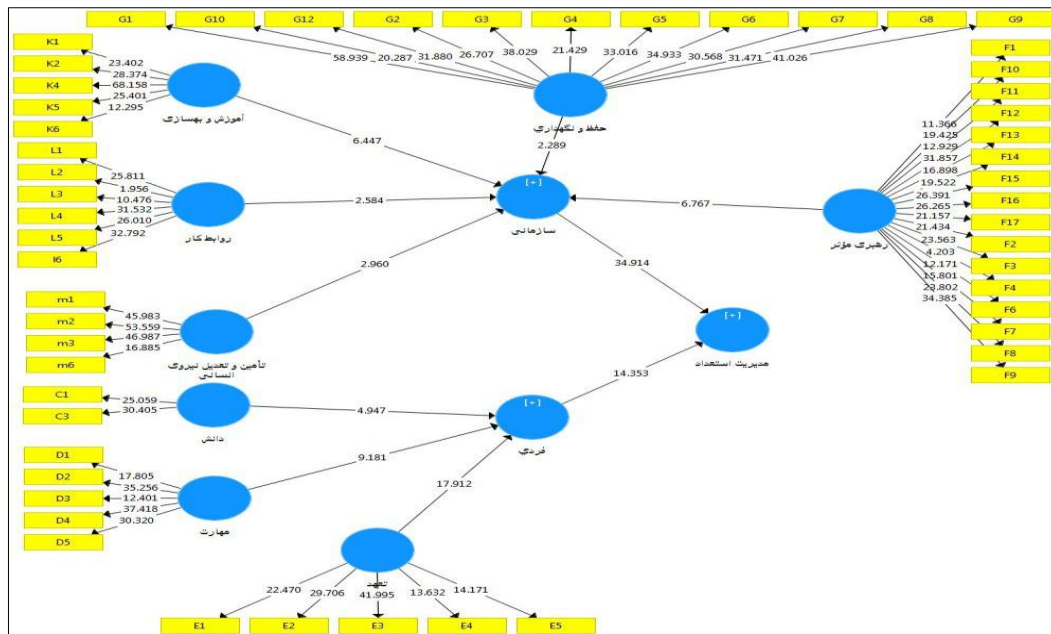 G1 G10 G12 G2 G3 G4 G5 G6 G7 G8 G9
58.939 20.287 31.880 26.707 38.029 21.429 33.016 34.933 30.568 31.471 41.026
حفظ و نگهداري
2.289
K1
K2
K4
K5
K6
23.402
28.374
68.158
25.401
12.295
آموزش و بهسازي
6.447
L1
L2
L3
L4
L5
I6
25.811
1.956
10.476
31.532
26.010
32.792
روابط کار
2.584
[+]
سازمانی
6.767
34.914
F1
F10
F11
F12
F13
F14
F15
F16
F17
F2
F3
F4
F6
F7
F8
F9
11.366
19.425
12.929
31.857
16.898
19.522
26.391
26.265
21.157
21.434
23.563
4.203
12.171
15.801
23.802
34.385
رهبري مؤثر
m1
m2
m3
m6
45.983
53.559
46.987
16.885
تأمین و تعدیل نیروی
انسانی
2.960
[+]
مدیریت استعداد
14.353
C1
C3
25.059
30.405
دانش
4.947
[+]
فردي
D1
D2
D3
D4
D5
17.805
35.256
12.401
37.418
30.320
مهارت
9.181
17.912
تعهد
22.470 29.706 41.995 13.632 14.171
E1 E2 E3 E4 E5